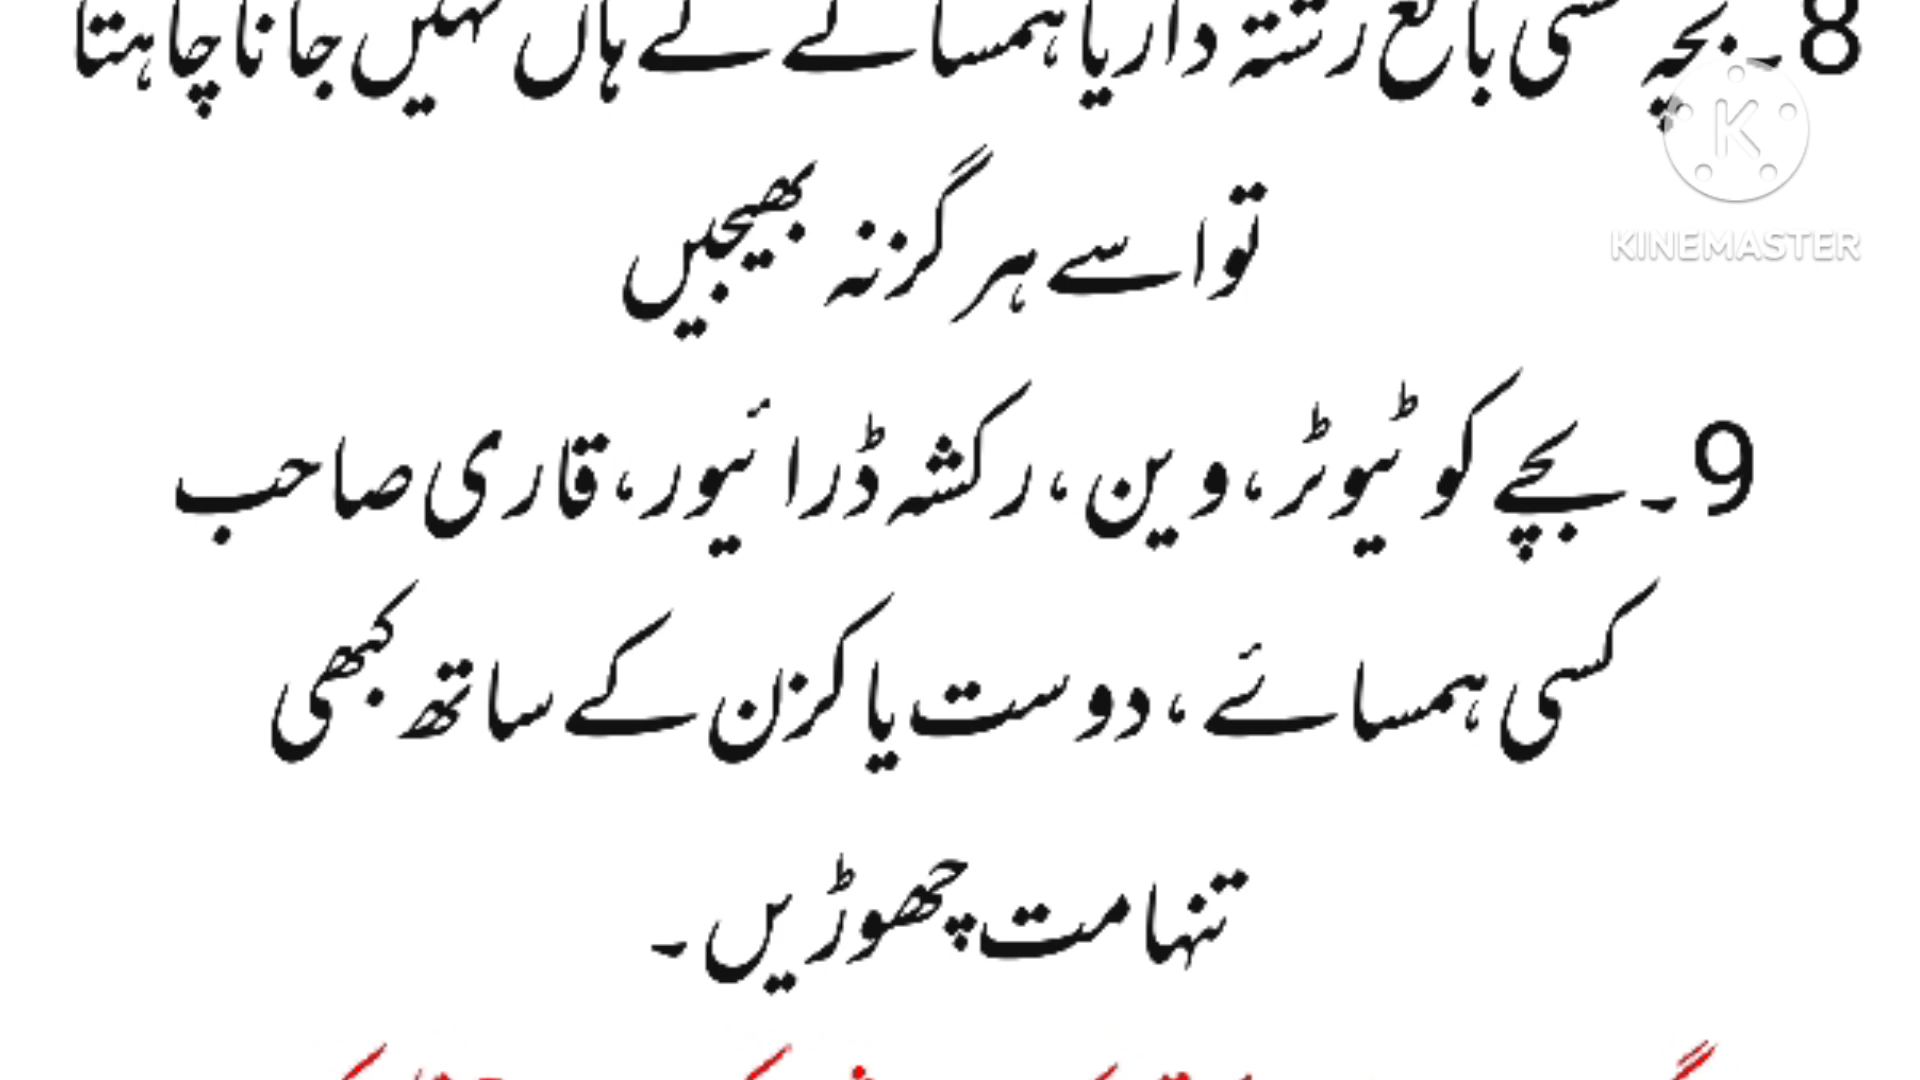 8۔بچہ کسی بالغ رشتہ دار یا ہمسائے کے ہاں نہیں جانا چاہتا
تو اسے ہر گز نہ بھیجیں
9۔بچے کو ٹیوٹر، وین، رکشہ ڈرائیور، قاری صاحب
کسی ہمسائے، دوست یا کزن کے ساتھ کبھی
تنہا مت چھوڑیں۔
KINEMASTER